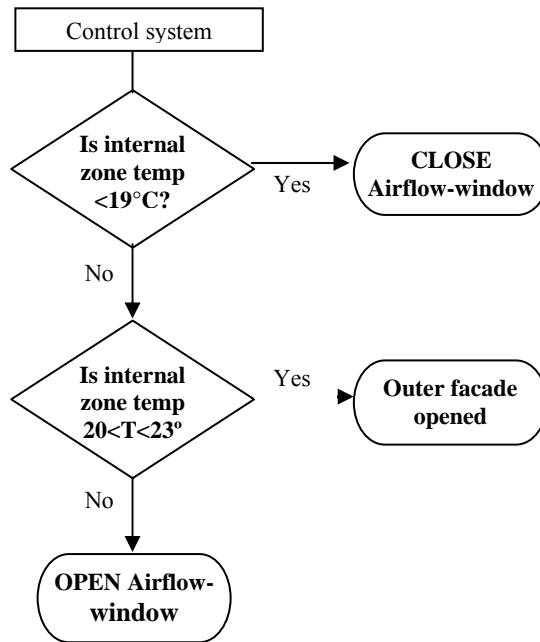 Control system
Is internal
zone temp
<19°C?
Yes
CLOSE
Airflow-window
No
Is internal
zone temp
20<T<23º
Yes
Outer facade
opened
No
OPEN Airflow-
window